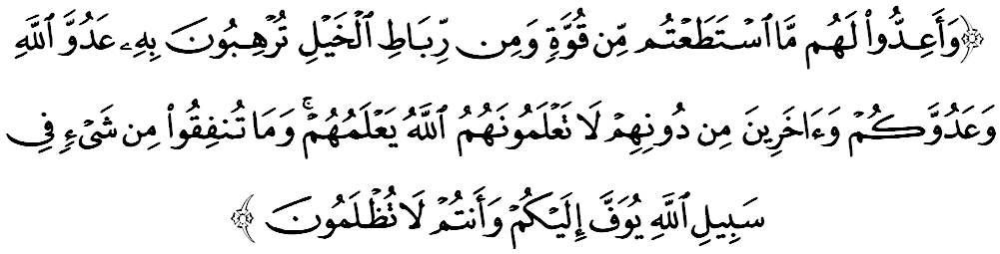 ﴿وَأَعِدُّواْ لَهُم مَّا ٱسۡتَطَعۡتُم مِّن قُوَّةٖ وَمِن رِّبَاطِ ٱلۡخَيۡلِ تُرۡهِبُونَ بِهِۦ عَدُوَّ ٱللَّهِ
وَعَدُوَّكُمۡ وَءَاخَرِينَ مِن دُونِهِمۡ لَا تَعۡلَمُونَهُمُ ٱللَّهُ يَعۡلَمُهُمۡۚ وَمَا تُنفِقُواْ مِن شَيۡءٖ فِي
سَبِيلِ ٱللَّهِ يُوَفَّ إِلَيۡكُمۡ وَأَنتُمۡ لَا تُظۡلَمُونَ ﴾